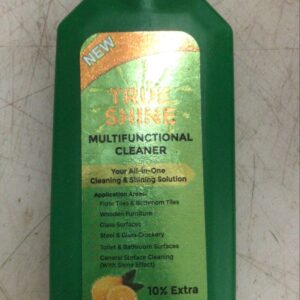 NEW
TRUE
SHINE
MULTIFUNCTIONAL
CLEANER
Your All-in-One
Cleaning & Shining Solution
Application Areas:
Floor Tiles & Bathroom Tiles
Wooden Furniture
Glass Surfaces
Steel & Glass Crockery
Toilet & Bathroom Surfaces
General Surface Cleaning
(With Shine Effect)
10% Extra